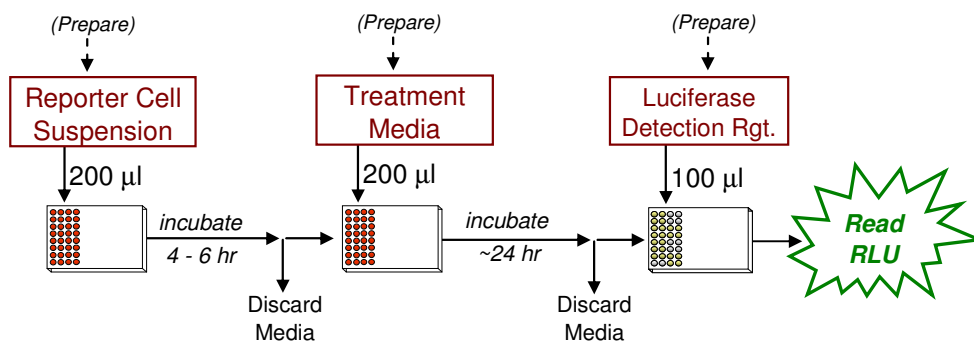 (Prepare)
(Prepare)
(Prepare)
Reporter Cell
Suspension
Treatment
Media
Luciferase
Detection Rgt.
200 µl
200 µl
100 µl
incubate
4 - 6 hr
incubate
~24 hr
Read
RLU
Discard
Media
Discard
Media